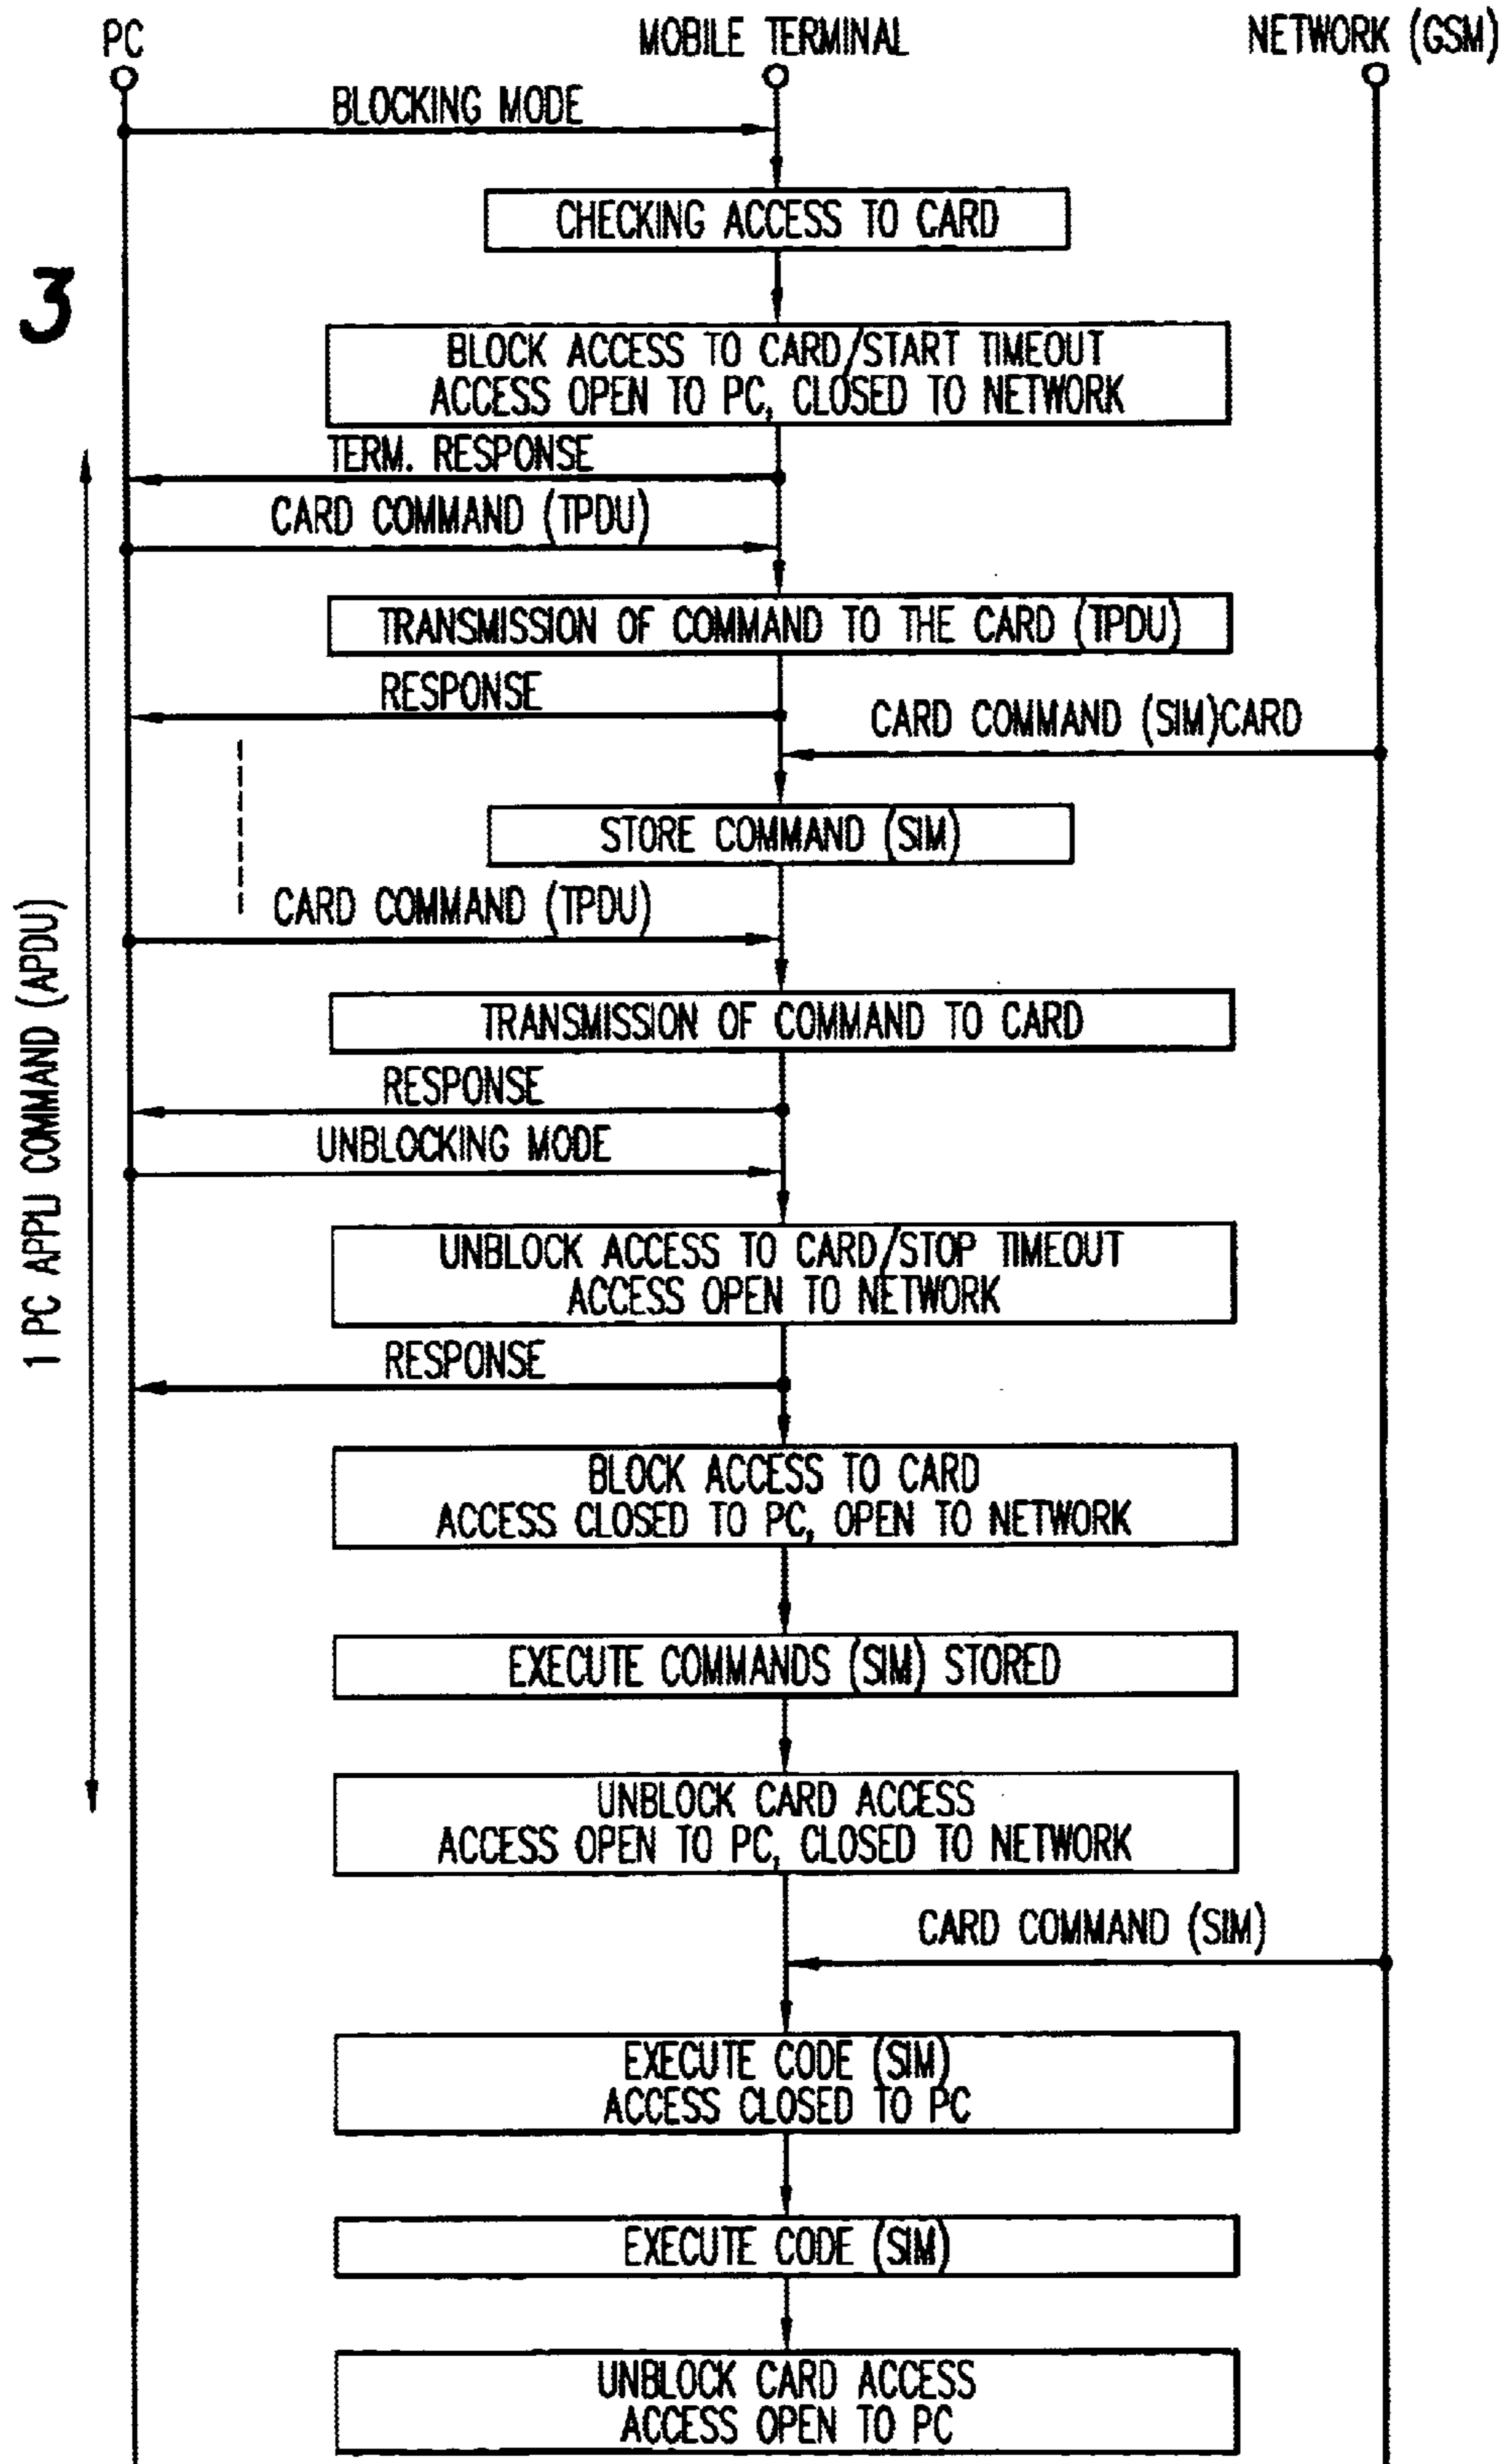 PC
MOBILE TERMINAL
NETWORK (GSM)
BLOCKING MODE
CHECKING ACCESS TO CARD
3
BLOCK ACCESS TO CARD/START TIMEOUT
ACCESS OPEN TO PC, CLOSED TO NETWORK
TERM. RESPONSE
CARD COMMAND (TPDU)
TRANSMISSION OF COMMAND TO THE CARD (TPDU)
RESPONSE
CARD COMMAND (SIM)CARD
STORE COMMAND (SIM)
CARD COMMAND (TPDU)
1 PC APPLI COMMAND (APDU)
TRANSMISSION OF COMMAND TO CARD
RESPONSE
UNBLOCKING MODE
UNBLOCK ACCESS TO CARD/STOP TIMEOUT
ACCESS OPEN TO NETWORK
RESPONSE
BLOCK ACCESS TO CARD
ACCESS CLOSED TO PC, OPEN TO NETWORK
EXECUTE COMMANDS (SIM) STORED
UNBLOCK CARD ACCESS
ACCESS OPEN TO PC, CLOSED TO NETWORK
CARD COMMAND (SIM)
EXECUTE CODE (SIM)
ACCESS CLOSED TO PC
EXECUTE CODE (SIM)
UNBLOCK CARD ACCESS
ACCESS OPEN TO PC